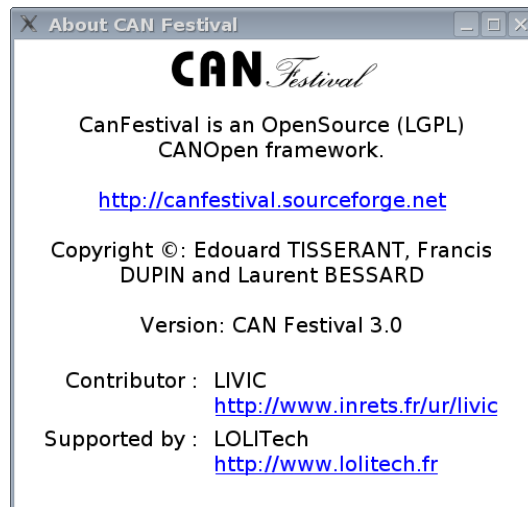 About CAN Festival
CAN Festival
CanFestival is an OpenSource (LGPL)
CANOpen framework.
http://canfestival.sourceforge.net
Copyright ©: Edouard TISSERANT, Francis
DUPIN and Laurent BESSARD
Version: CAN Festival 3.0
Contributor : LIVIC
http://www.inrets.fr/ur/livic
Supported by : LOLITech
http://www.lolitech.fr